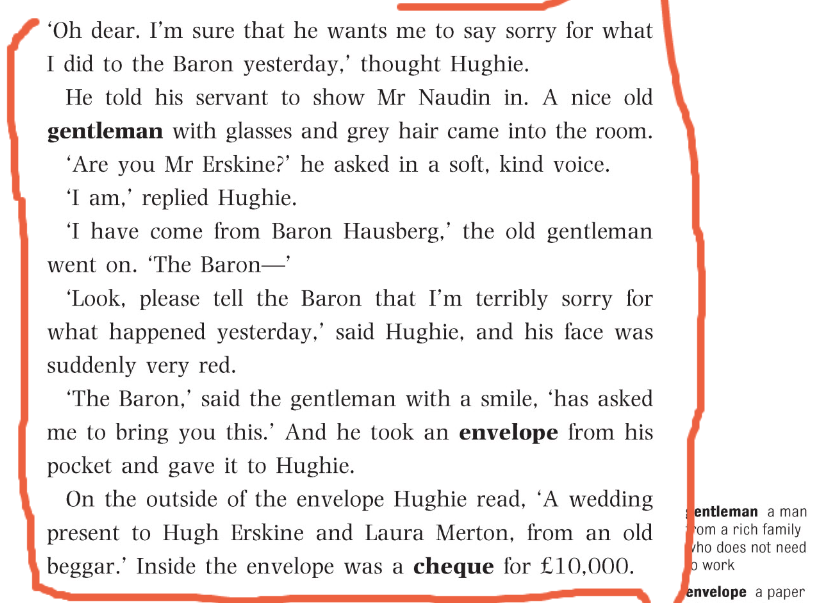 ‘Oh dear. I’m sure that he wants me to say sorry for what
I did to the Baron yesterday,’ thought Hughie.
He told his servant to show Mr Naudin in. A nice old
gentleman with glasses and grey hair came into the room.
‘Are you Mr Erskine?’ he asked in a soft, kind voice.
‘I am,’ replied Hughie.
‘I have come from Baron Hausberg,’ the old gentleman
went on. ‘The Baron—’
‘Look, please tell the Baron that I’m terribly sorry for
what happened yesterday,’ said Hughie, and his face was
suddenly very red.
‘The Baron,’ said the gentleman with a smile, ‘has asked
me to bring you this.’ And he took an envelope from his
pocket and gave it to Hughie.
On the outside of the envelope Hughie read, ‘A wedding
present to Hugh Erskine and Laura Merton, from an old
beggar.’ Inside the envelope was a cheque for £10,000.
gentleman a man
from a rich family
who does not need
to work
envelope a paper